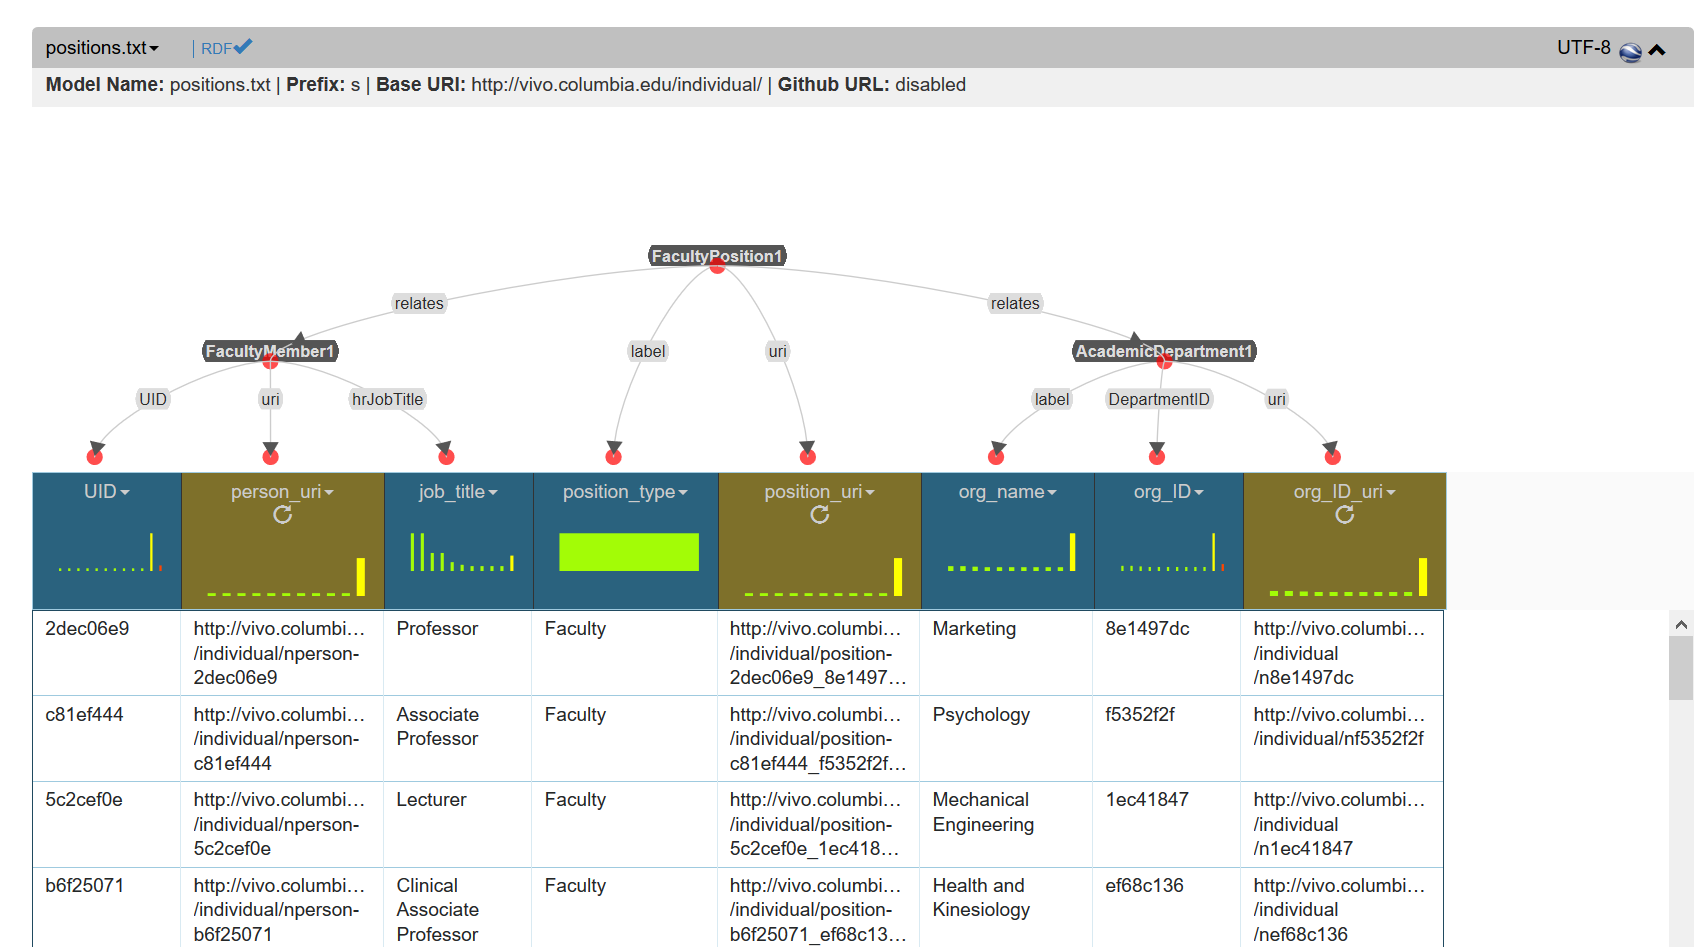 positions.txt | RDF UTF-8
Model Name: positions.txt | Prefix: s | Base URI: http://vivo.columbia.edu/individual/ | Github URL: disabled
FacultyPosition1
relates relates
FacultyMember1 label uri AcademicDepartment1
UID uri hrJobTitle label DepartmentID uri
UID person_uri job_title position_type position_uri org_name org_ID org_ID_uri
2dec06e9 http://vivo.columbi… Professor Faculty http://vivo.columbi… Marketing 8e1497dc http://vivo.columbi…
/individual/nperson- /individual/position- /individual
2dec06e9 2dec06e9_8e1497… /n8e1497dc
c81ef444 http://vivo.columbi… Associate Faculty http://vivo.columbi… Psychology f5352f2f http://vivo.columbi…
/individual/nperson- Professor /individual/position- /individual/nf5352f2f
c81ef444 c81ef444_f5352f2f…
5c2cef0e http://vivo.columbi… Lecturer Faculty http://vivo.columbi… Mechanical 1ec41847 http://vivo.columbi…
/individual/nperson- /individual/position- Engineering /individual
5c2cef0e 5c2cef0e_1ec418… /n1ec41847
b6f25071 http://vivo.columbi… Clinical Faculty http://vivo.columbi… Health and ef68c136 http://vivo.columbi…
/individual/nperson- Associate /individual/position- Kinesiology /individual
b6f25071 Professor b6f25071_ef68c13… /nef68c136